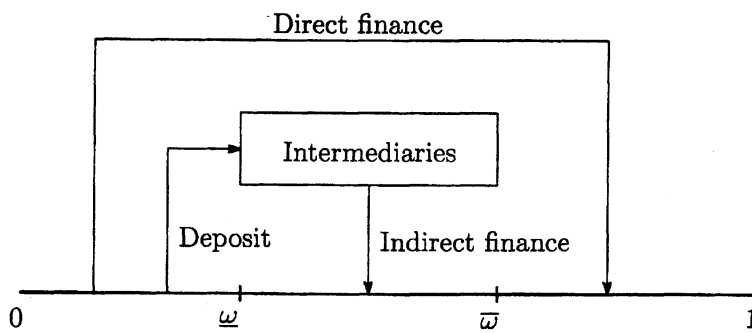 Direct finance
Intermediaries
Deposit
Indirect finance
0 ω ω 1